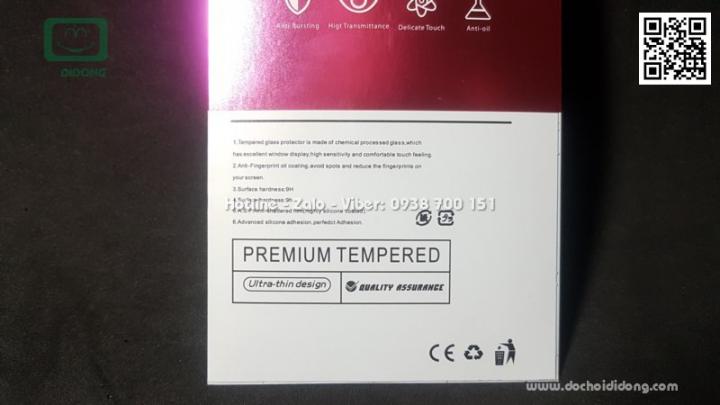 DIDONG
Anti Bursting Higt Transmittance Delicate Touch Anti-oil
1.Tempered glass protector is made of chemical processed glass,which
has excellent window display,high sensitivity and comfortable touch feeling.
2.Anti-Fingerprint oil coating,avoid spots and reduce the fingerprints on
your screen.
3.Surface hardness:9H
Hotline - Zalo - Viber: 0938 700 151
6.Advanced silicone adhesion,perfedct Adhesion.
PREMIUM TEMPERED
Ultra-thin design QUALITY ASSURANCE
CE
www.dochoididong.com